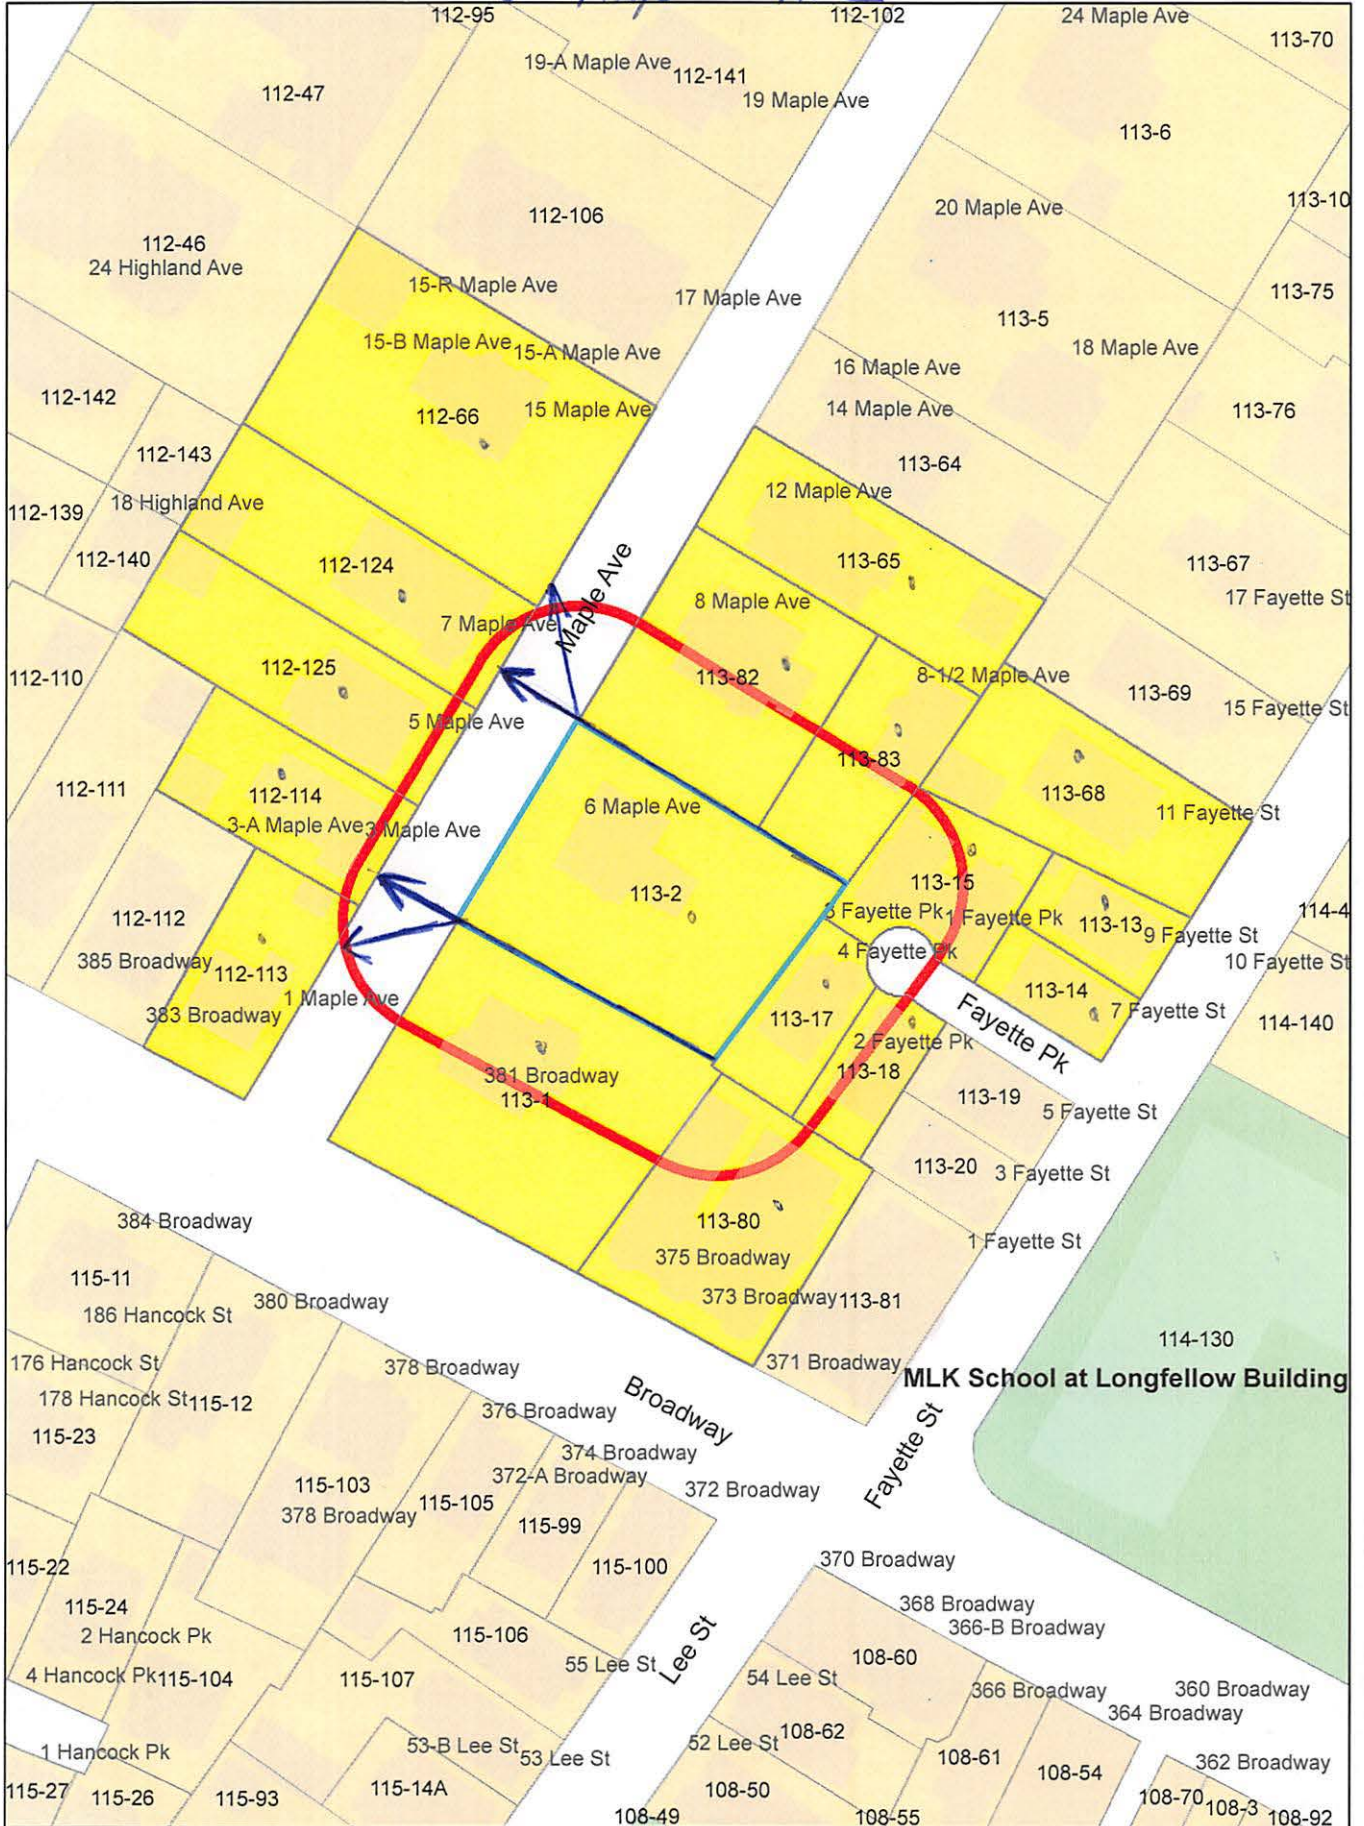 112-95
112-102
24 Maple Ave
113-70
19-A Maple Ave
112-141
19 Maple Ave
112-47
113-6
113-10
20 Maple Ave
112-106
112-46
24 Highland Ave
15-R Maple Ave
17 Maple Ave
113-75
113-5
15-B Maple Ave
15-A Maple Ave
18 Maple Ave
16 Maple Ave
112-142
112-66
15 Maple Ave
14 Maple Ave
113-76
112-143
113-64
18 Highland Ave
12 Maple Ave
112-139
112-140
112-124
113-65
113-67
17 Fayette St
Maple Ave
8 Maple Ave
7 Maple Ave
112-110
112-125
113-82
8-1/2 Maple Ave
113-69
15 Fayette St
5 Maple Ave
113-83
112-111
112-114
6 Maple Ave
113-68
11 Fayette St
3-A Maple Ave
3 Maple Ave
113-2
113-15
3 Fayette Pk
1 Fayette Pk
113-13
9 Fayette St
114-4
112-112
385 Broadway
112-113
4 Fayette Pk
10 Fayette St
1 Maple Ave
383 Broadway
113-17
113-14
7 Fayette St
Fayette Pk
114-140
2 Fayette Pk
381 Broadway
113-1
113-18
113-19
5 Fayette St
113-20
3 Fayette St
384 Broadway
113-80
375 Broadway
1 Fayette St
115-11
186 Hancock St
380 Broadway
373 Broadway
113-81
114-130
176 Hancock St
378 Broadway
371 Broadway
MLK School at Longfellow Building
178 Hancock St
115-12
376 Broadway
Broadway
115-23
374 Broadway
Fayette St
115-103
372-A Broadway
372 Broadway
378 Broadway
115-105
115-99
115-22
115-100
370 Broadway
115-24
368 Broadway
2 Hancock Pk
115-106
366-B Broadway
4 Hancock Pk
115-104
115-107
55 Lee St
Lee St
108-60
54 Lee St
366 Broadway
360 Broadway
364 Broadway
1 Hancock Pk
53-B Lee St
53 Lee St
52 Lee St
108-62
108-61
108-54
362 Broadway
115-27
115-26
115-93
115-14A
108-50
108-49
108-55
108-70
108-3
108-92